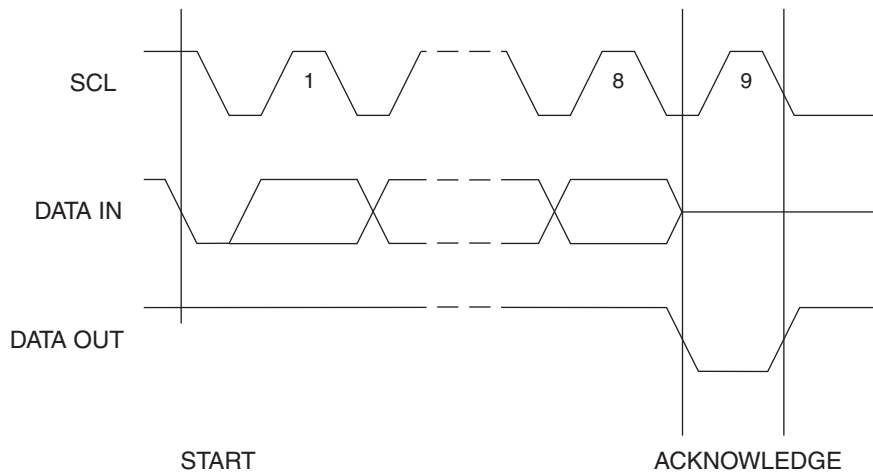 SCL
1
8
9
DATA IN
DATA OUT
START
ACKNOWLEDGE